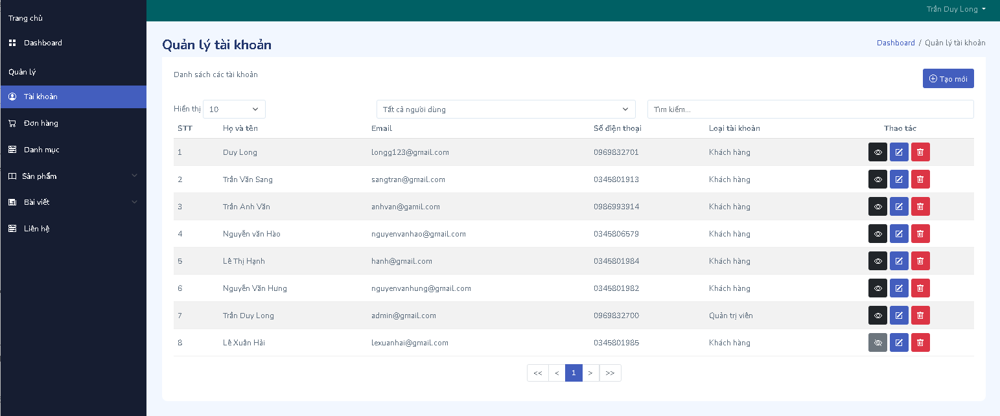 Trang chủ
Dashboard
Quản lý
Tài khoản
Đơn hàng
Danh mục
Sản phẩm
Bài viết
Liên hệ
Trần Duy Long
Quản lý tài khoản
Dashboard / Quản lý tài khoản
Danh sách các tài khoản
Tạo mới
Hiển thị 10 Tất cả người dùng Tìm kiếm...
STT Họ và tên Email Số điện thoại Loại tài khoản Thao tác
1 Duy Long longg123@gmail.com 0969832701 Khách hàng
2 Trần Văn Sang sangtran@gmail.com 0345801913 Khách hàng
3 Trần Anh Văn anhvan@gamil.com 0986993914 Khách hàng
4 Nguyễn văn Hào nguyenvanhao@gmail.com 0345806579 Khách hàng
5 Lê Thị Hạnh hanh@gmail.com 0345801984 Khách hàng
6 Nguyễn Văn Hưng nguyenvanhung@gmail.com 0345801982 Khách hàng
7 Trần Duy Long admin@gmail.com 0969832700 Quản trị viên
8 Lê Xuân Hải lexuanhai@gmail.com 0345801985 Khách hàng
<< < 1 > >>